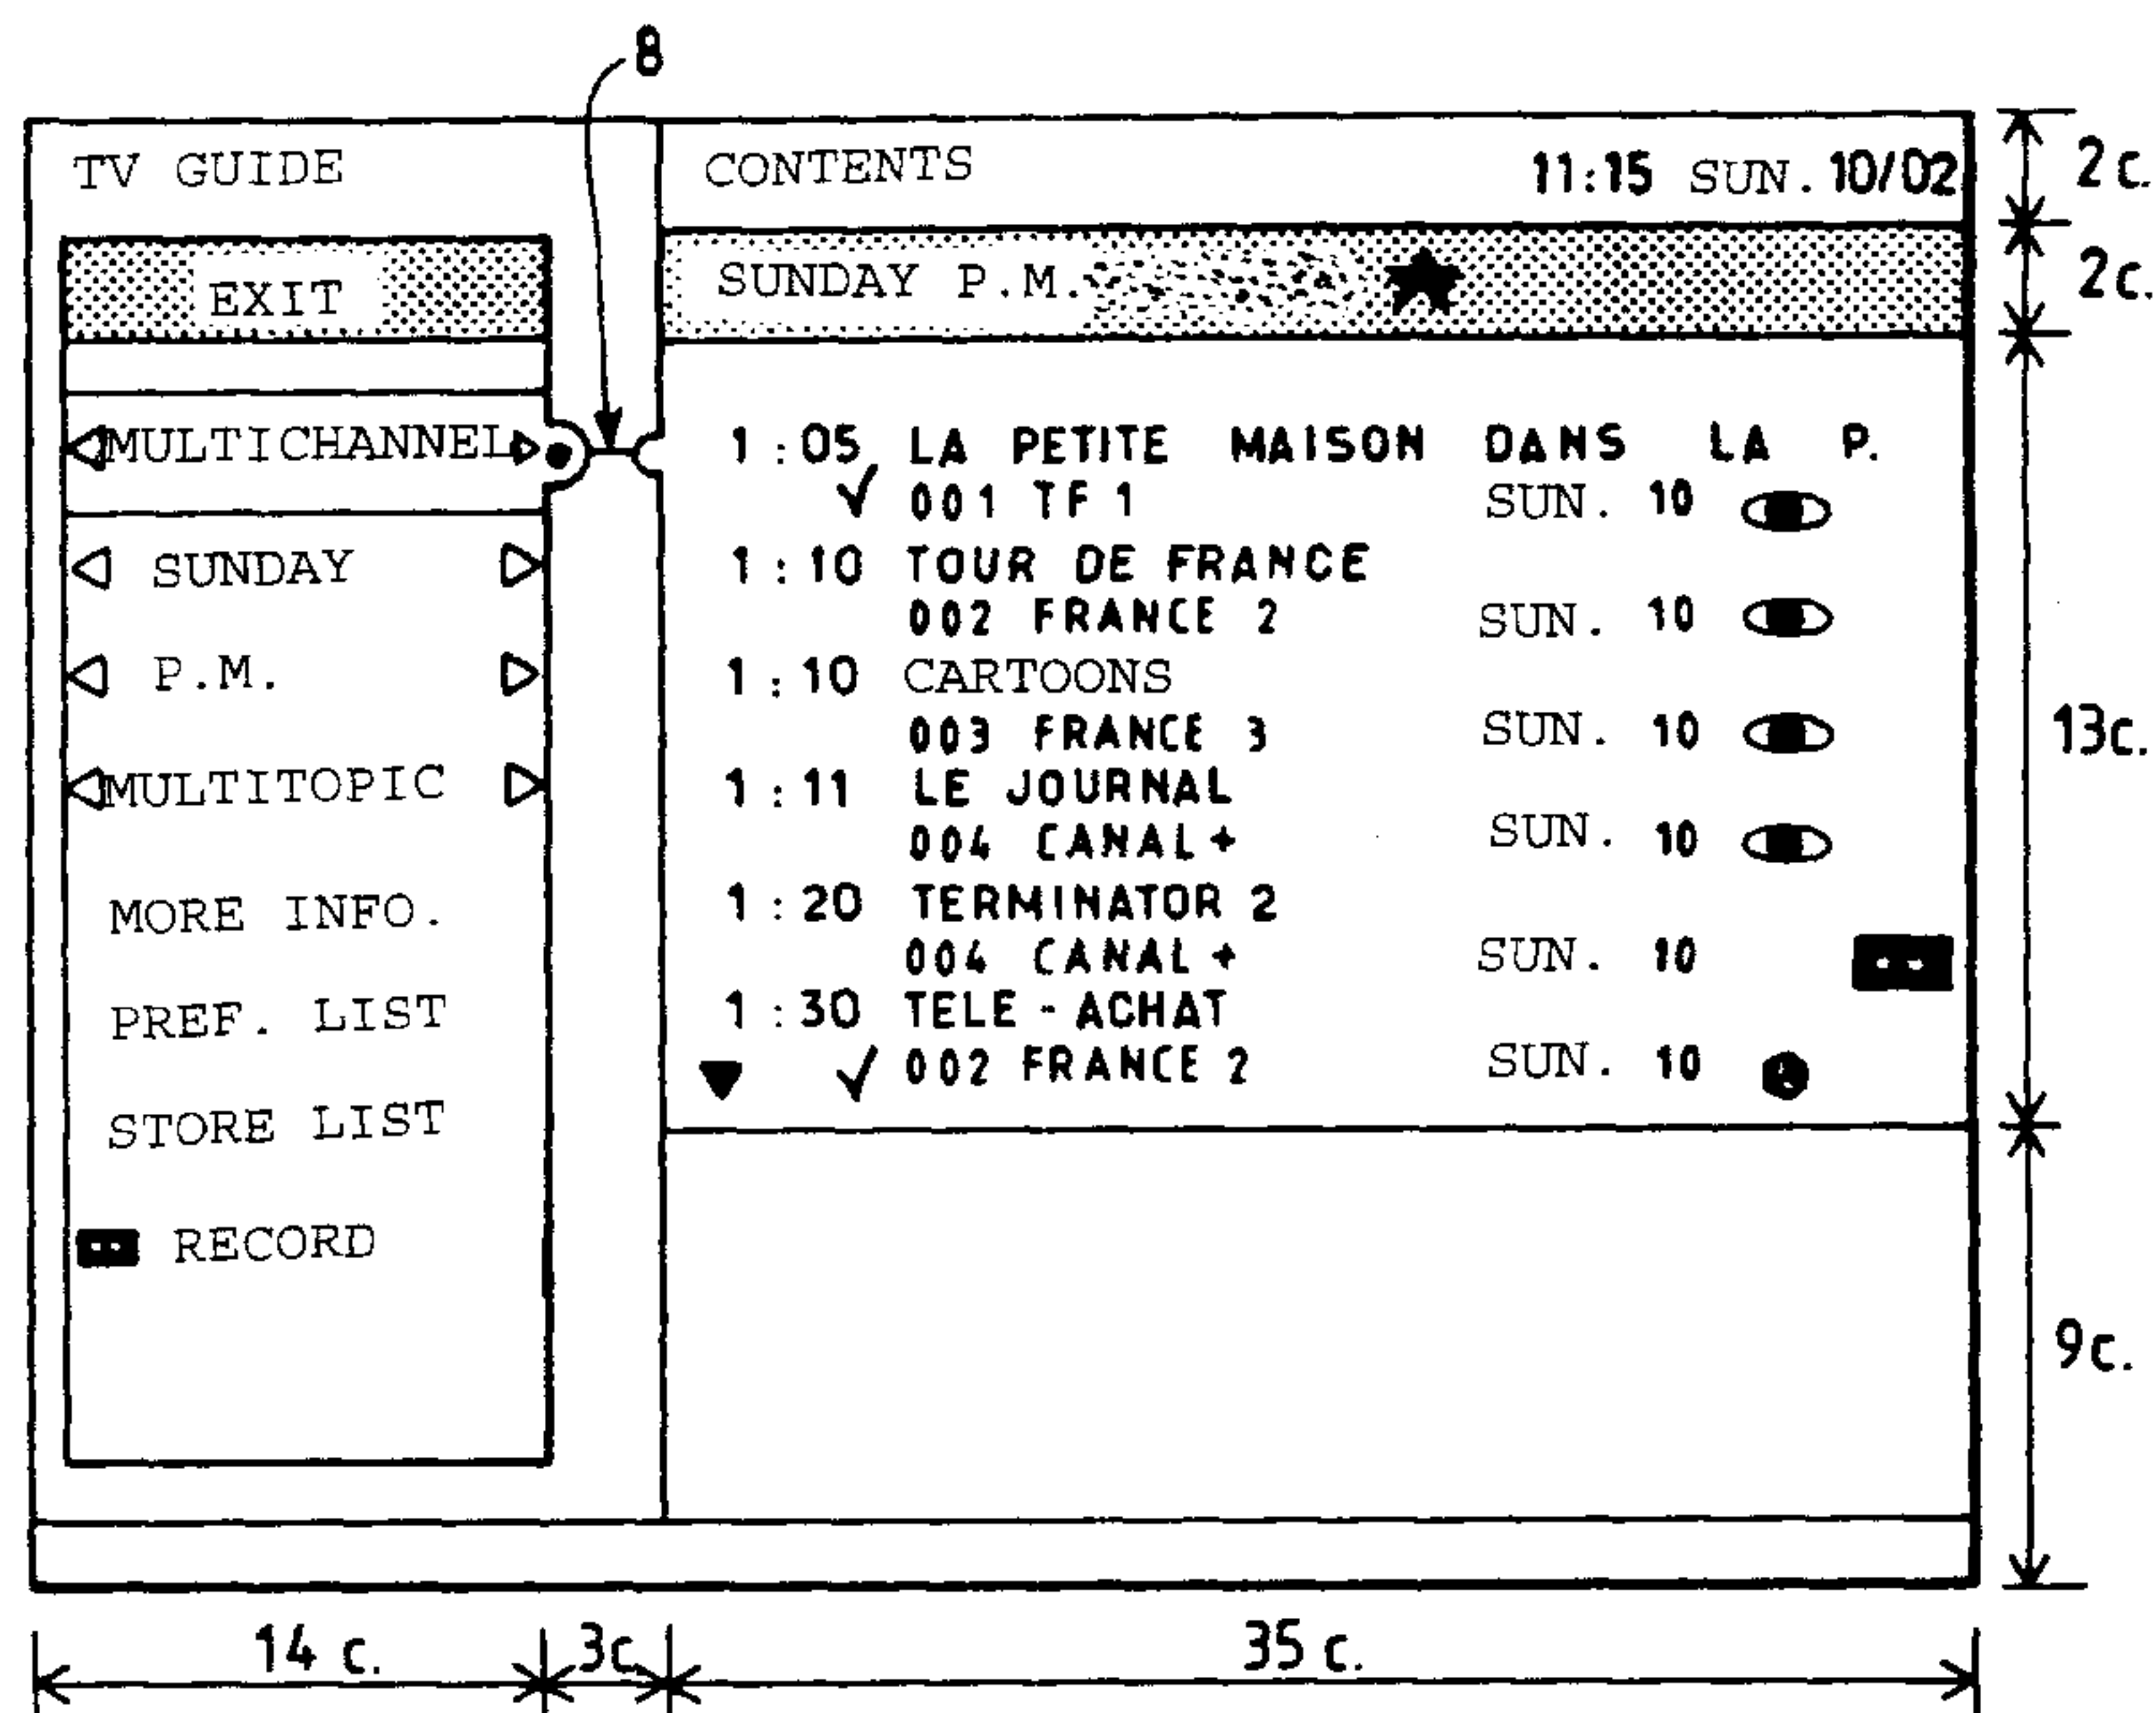 8
TV GUIDE
EXIT
MULTICHANNEL
SUNDAY
P.M.
MULTITOPIC
MORE INFO.
PREF. LIST
STORE LIST
RECORD
CONTENTS 11:15 SUN. 10/02
SUNDAY P.M.
1:05 LA PETITE MAISON DANS LA P.
001 TF1 SUN. 10
1:10 TOUR DE FRANCE
002 FRANCE 2 SUN. 10
1:10 CARTOONS
003 FRANCE 3 SUN. 10
1:11 LE JOURNAL
004 CANAL+ SUN. 10
1:20 TERMINATOR 2
004 CANAL+ SUN. 10
1:30 TELE-ACHAT
002 FRANCE 2 SUN. 10
2c.
2c.
13c.
9c.
14 c. 3c. 35 c.